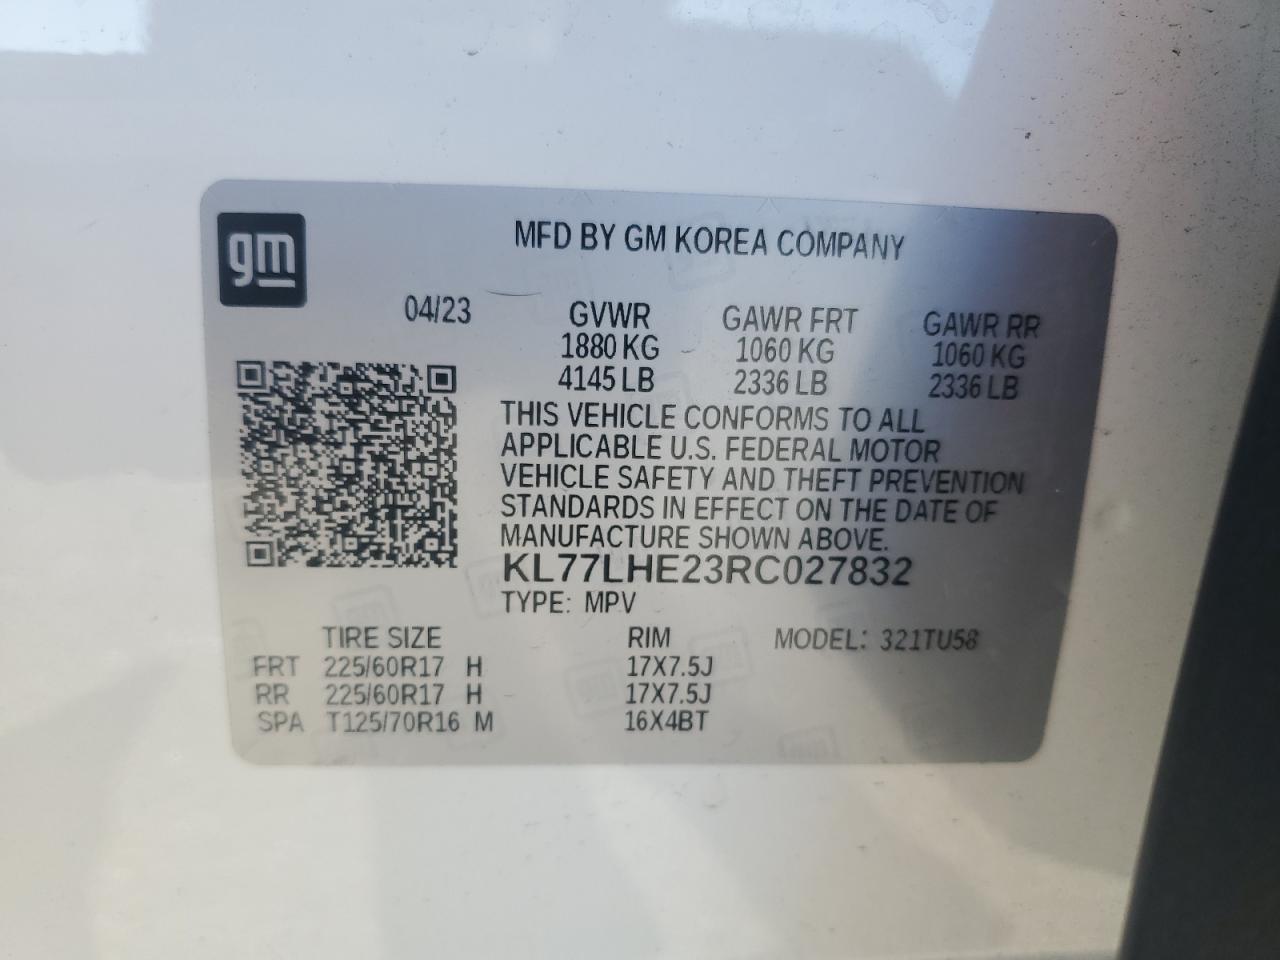 gm
MFD BY GM KOREA COMPANY
04/23 GVWR GAWR FRT GAWR RR
1880 KG 1060 KG 1060 KG
4145 LB 2336 LB 2336 LB
THIS VEHICLE CONFORMS TO ALL
APPLICABLE U.S. FEDERAL MOTOR
VEHICLE SAFETY AND THEFT PREVENTION
STANDARDS IN EFFECT ON THE DATE OF
MANUFACTURE SHOWN ABOVE.
KL77LHE23RC027832
TYPE: MPV
TIRE SIZE RIM MODEL: 321TU58
FRT 225/60R17 H 17X7.5J
RR 225/60R17 H 17X7.5J
SPA T125/70R16 M 16X4BT